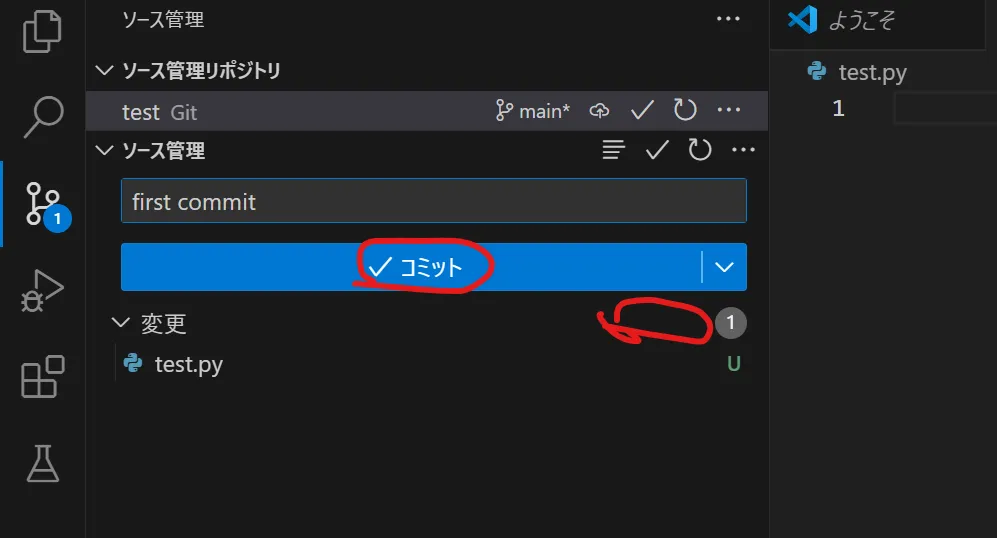 ソース管理
ソース管理リポジトリ
test Git main*
ソース管理
first commit
コミット
変更 1
test.py U
1
ようこそ
test.py
1